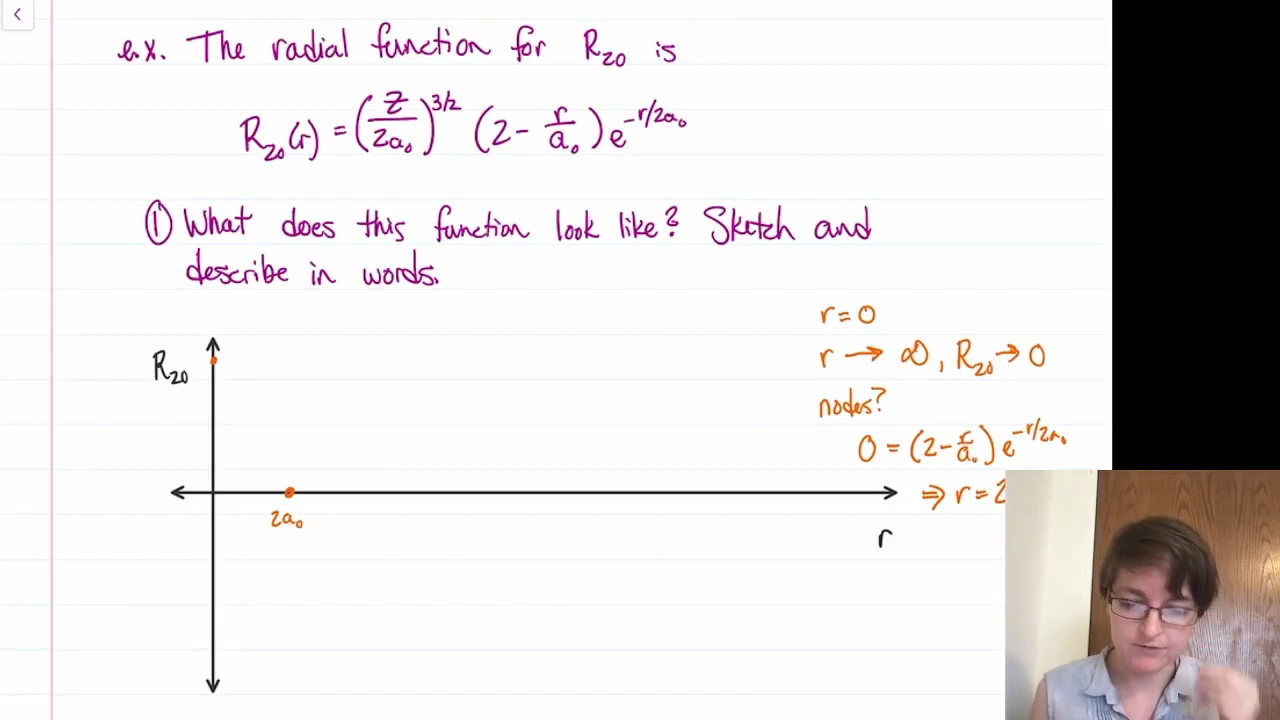 e.x. The radial function for R₂₀ is
R₂₀(r) = (Z/2a₀)^3/2 (2 - r/a₀) e^-r/2a₀
① What does this function look like? Sketch and
describe in words.
r = 0
r → ∞, R₂₀ → 0
nodes?
0 = (2 - r/a₀) e^-r/2a₀
⇒ r = 2
R₂₀
2a₀
r